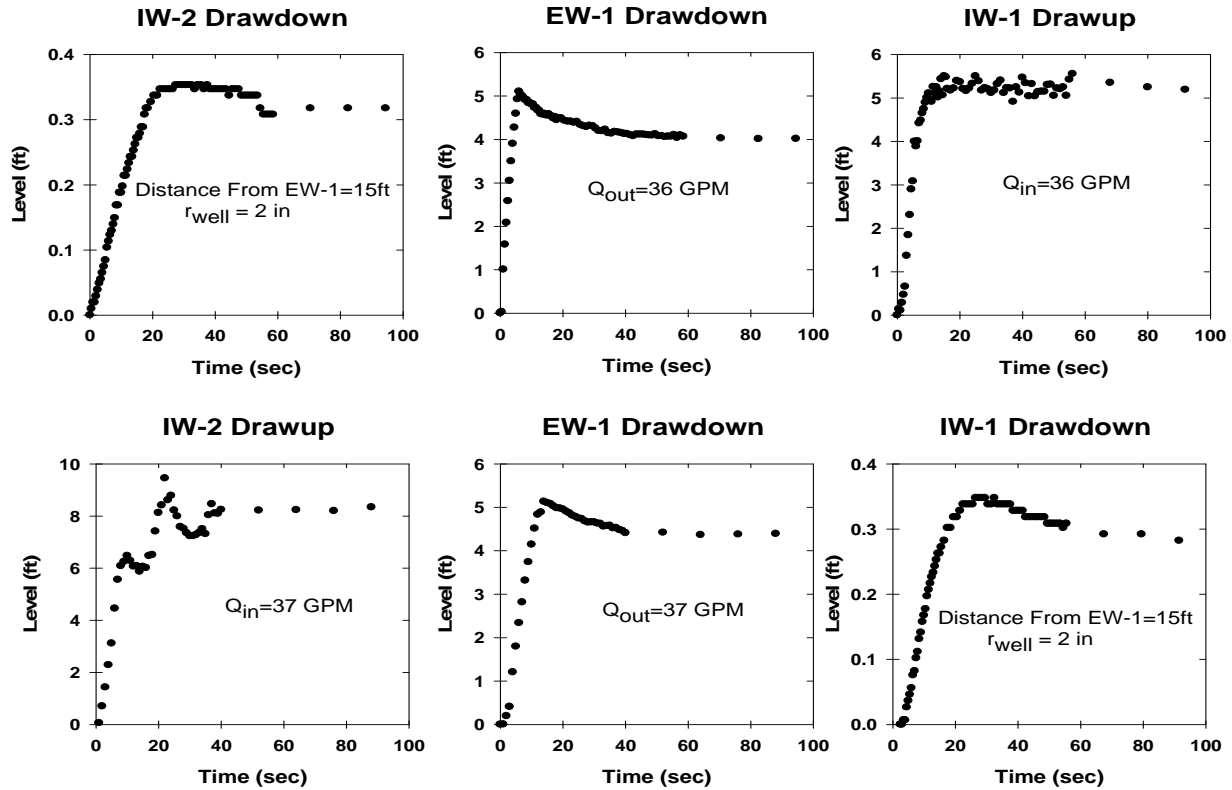 IW-2 Drawdown
EW-1 Drawdown
IW-1 Drawup
Level (ft)
0.4
0.3
0.2
0.1
0.0
Distance From EW-1=15ft
rwell = 2 in
0 20 40 60 80 100
Time (sec)
Level (ft)
6
5
4
3
2
1
0
Qout=36 GPM
0 20 40 60 80 100
Time (sec)
Level (ft)
6
5
4
3
2
1
0
Qin=36 GPM
0 20 40 60 80 100
Time (sec)
IW-2 Drawup
EW-1 Drawdown
IW-1 Drawdown
Level (ft)
10
8
6
4
2
0
Qin=37 GPM
0 20 40 60 80 100
Time (sec)
Level (ft)
6
5
4
3
2
1
0
Qout=37 GPM
0 20 40 60 80 100
Time (sec)
Level (ft)
0.4
0.3
0.2
0.1
0.0
Distance From EW-1=15ft
rwell = 2 in
0 20 40 60 80 100
Time (sec)